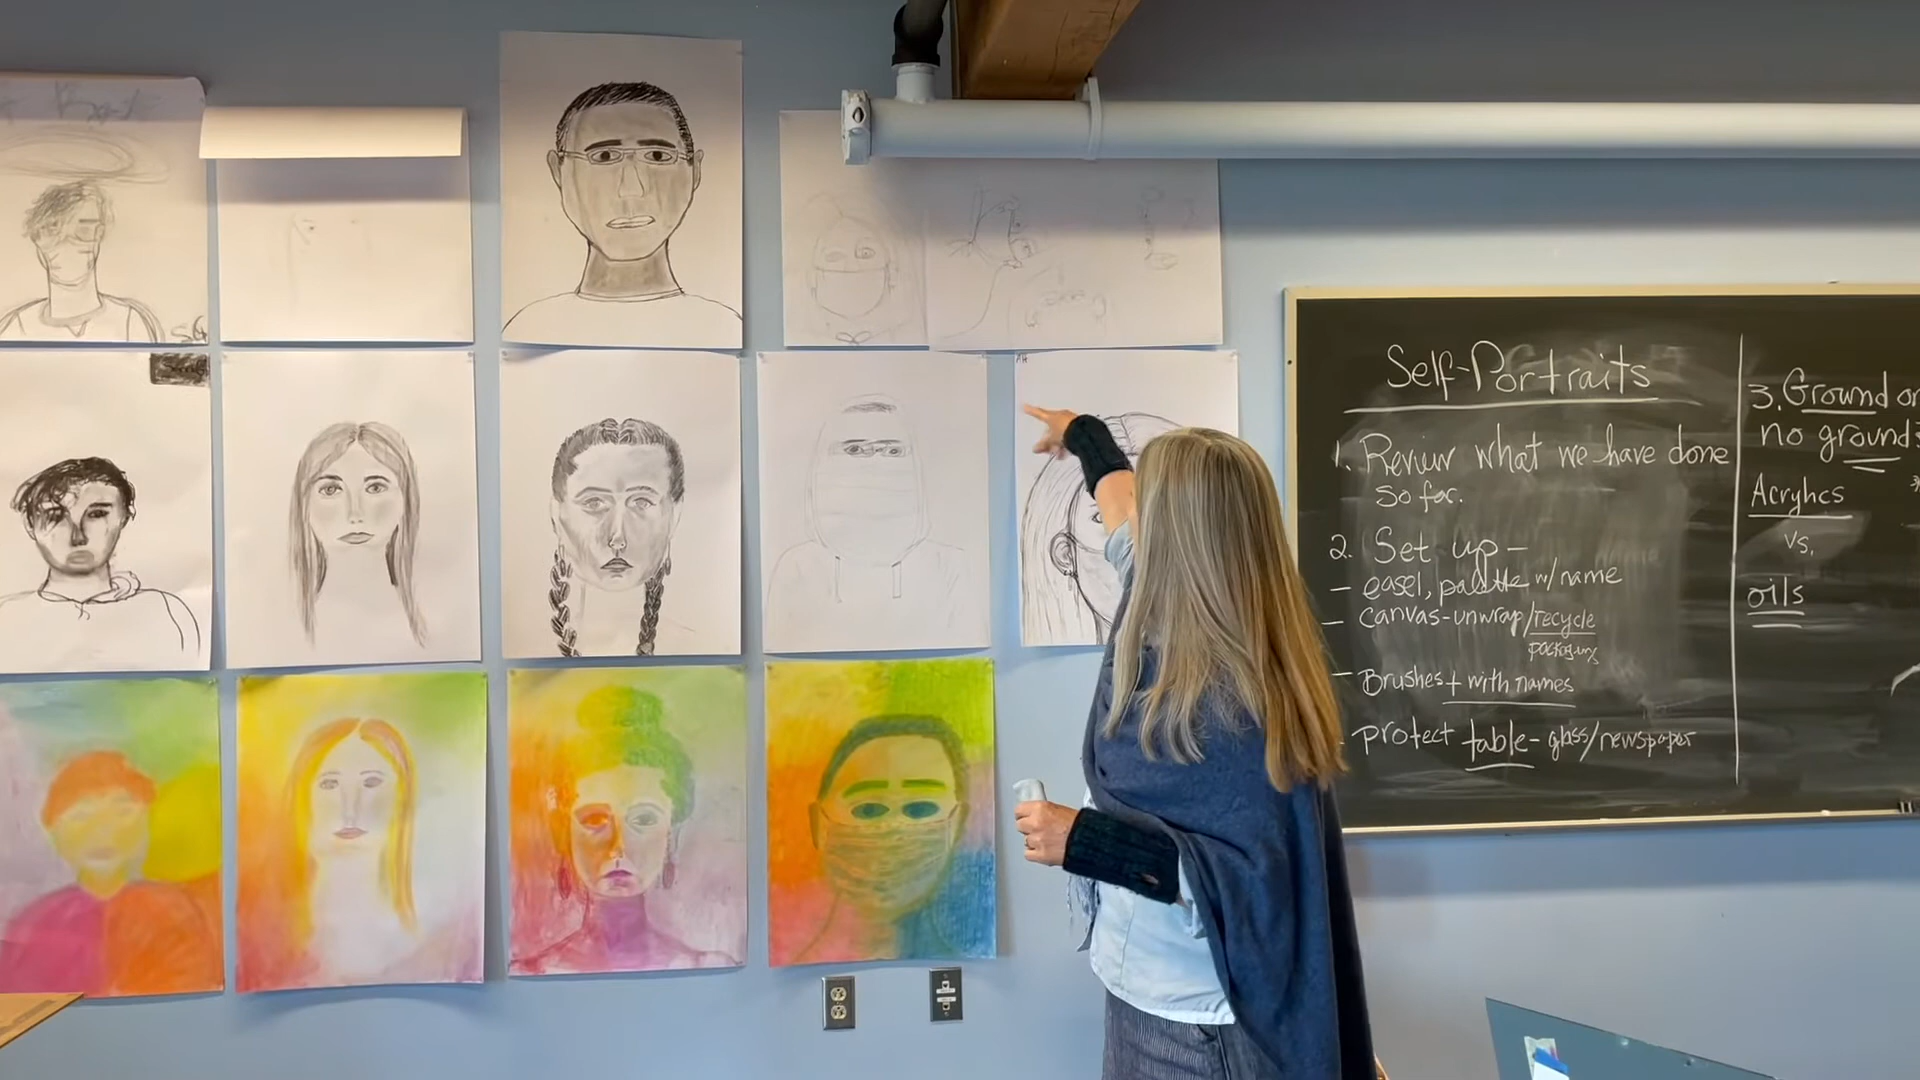 Self-Portraits
1. Review what we have done
so far.
2. Set up-
- easel, palette w/name
- canvas-unwrap/recycle
packaging
- Brushes + with names
- protect table- glass/newspaper
3. Ground or
no ground?
Acrylics
vs.
oils
AH